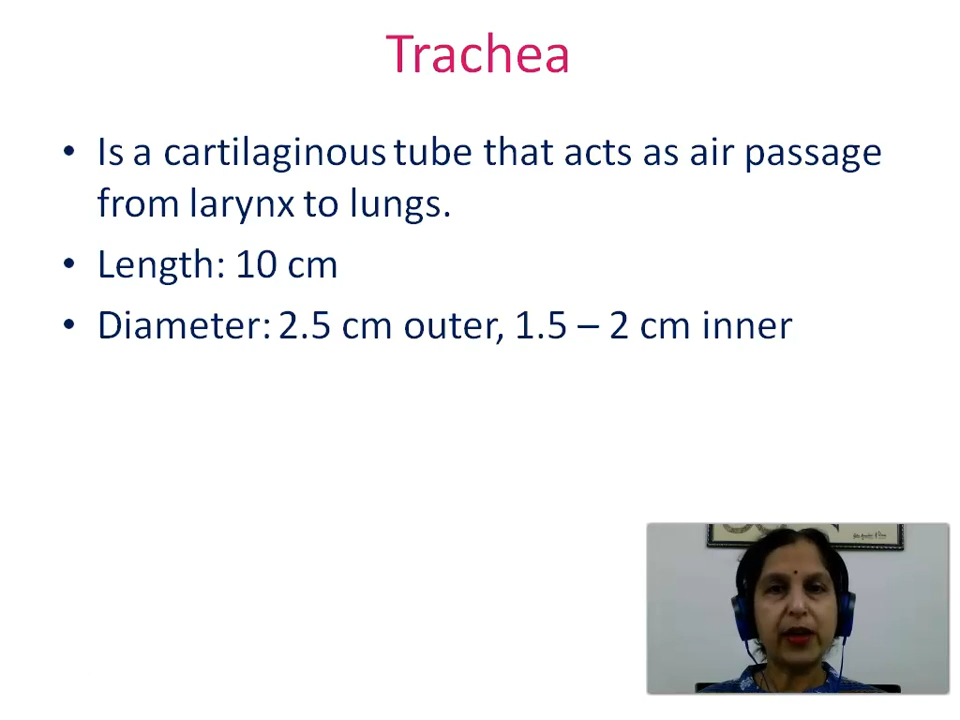 Trachea
• Is a cartilaginous tube that acts as air passage
from larynx to lungs.
• Length: 10 cm
• Diameter: 2.5 cm outer, 1.5 – 2 cm inner